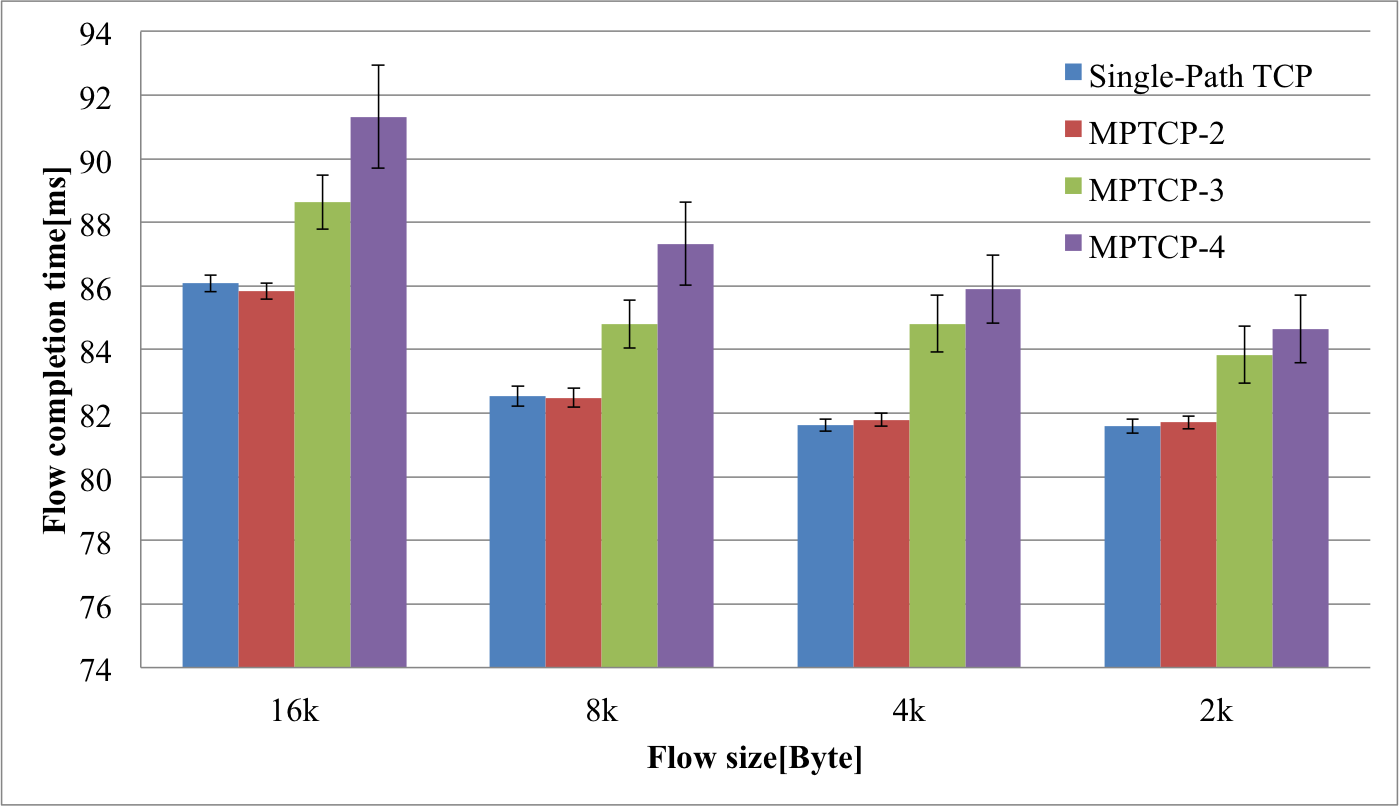 94
92
90
88
86
84
82
80
78
76
74
Flow completion time[ms]
Single-Path TCP
MPTCP-2
MPTCP-3
MPTCP-4
16k
8k
4k
2k
Flow size[Byte]